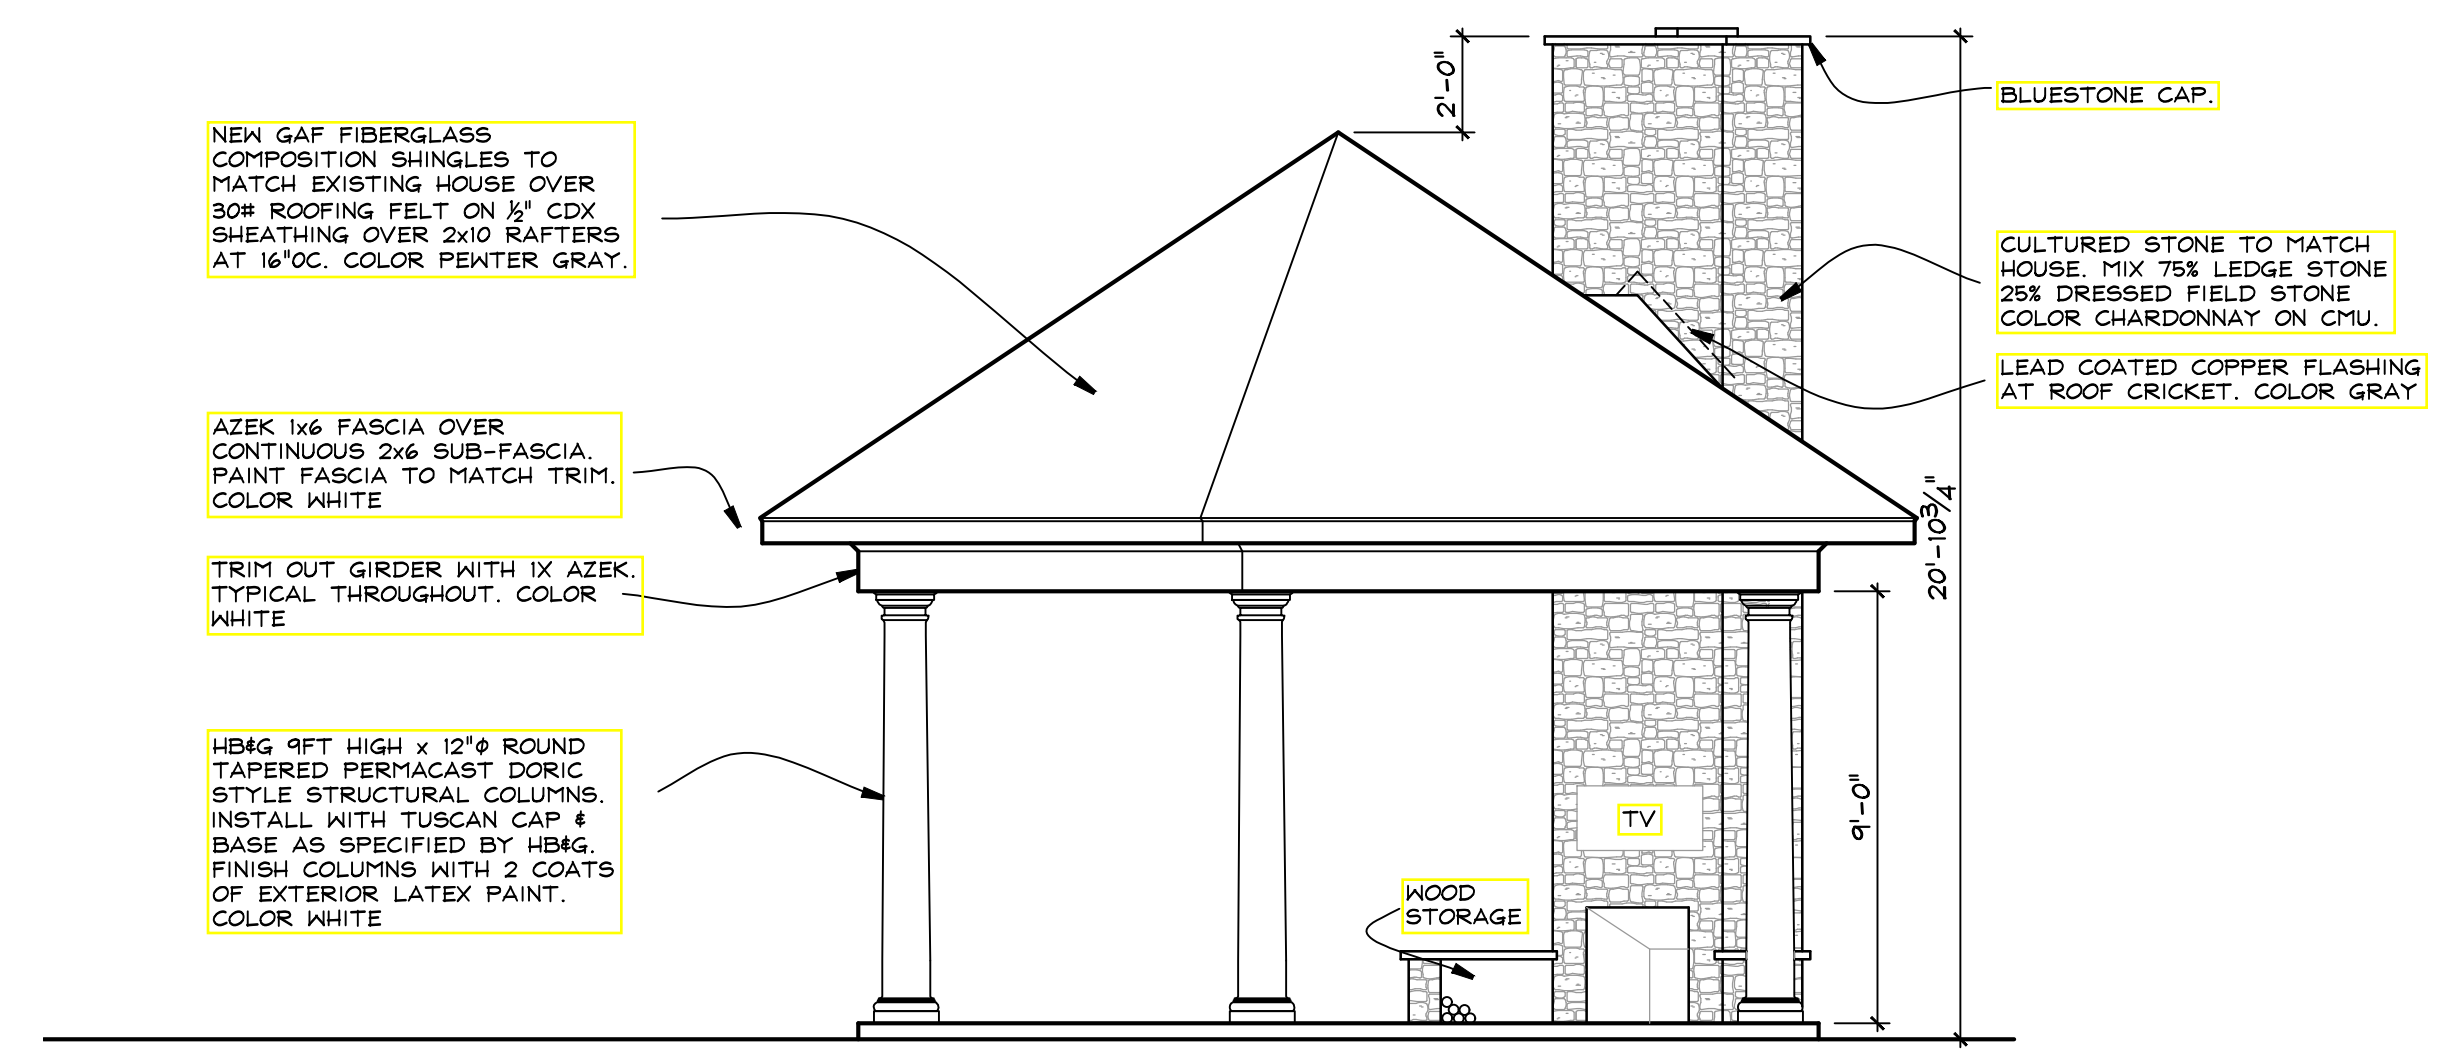 2'-0"
BLUESTONE CAP.
NEW GAF FIBERGLASS
COMPOSITION SHINGLES TO
MATCH EXISTING HOUSE OVER
30# ROOFING FELT ON ½" CDX
SHEATHING OVER 2x10 RAFTERS
AT 16"OC. COLOR PEWTER GRAY.
CULTURED STONE TO MATCH
HOUSE. MIX 75% LEDGE STONE
25% DRESSED FIELD STONE
COLOR CHARDONNAY ON CMU.
LEAD COATED COPPER FLASHING
AT ROOF CRICKET. COLOR GRAY
AZEK 1x6 FASCIA OVER
CONTINUOUS 2x6 SUB-FASCIA.
PAINT FASCIA TO MATCH TRIM.
COLOR WHITE
20'-10¾"
TRIM OUT GIRDER WITH 1X AZEK.
TYPICAL THROUGHOUT. COLOR
WHITE
HB&G 9FT HIGH x 12"Φ ROUND
TAPERED PERMACAST DORIC
STYLE STRUCTURAL COLUMNS.
INSTALL WITH TUSCAN CAP &
BASE AS SPECIFIED BY HB&G.
FINISH COLUMNS WITH 2 COATS
OF EXTERIOR LATEX PAINT.
COLOR WHITE
TV
9'-0"
WOOD
STORAGE